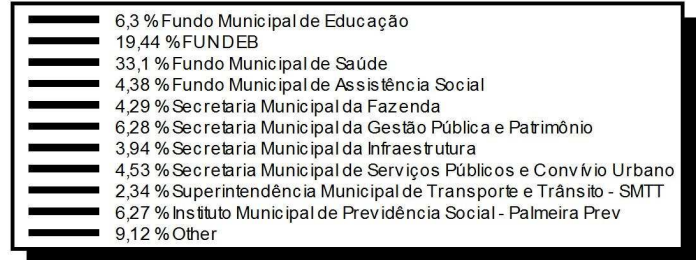 6,3 % Fundo Municipal de Educação
19,44 % FUNDEB
33,1 % Fundo Municipal de Saúde
4,38 % Fundo Municipal de Assistência Social
4,29 % Secretaria Municipal da Fazenda
6,28 % Secretaria Municipal da Gestão Pública e Patrimônio
3,94 % Secretaria Municipal da Infraestrutura
4,53 % Secretaria Municipal de Serviços Públicos e Convívio Urbano
2,34 % Superintendência Municipal de Transporte e Trânsito - SMTT
6,27 % Instituto Municipal de Previdência Social - Palmeira Prev
9,12 % Other